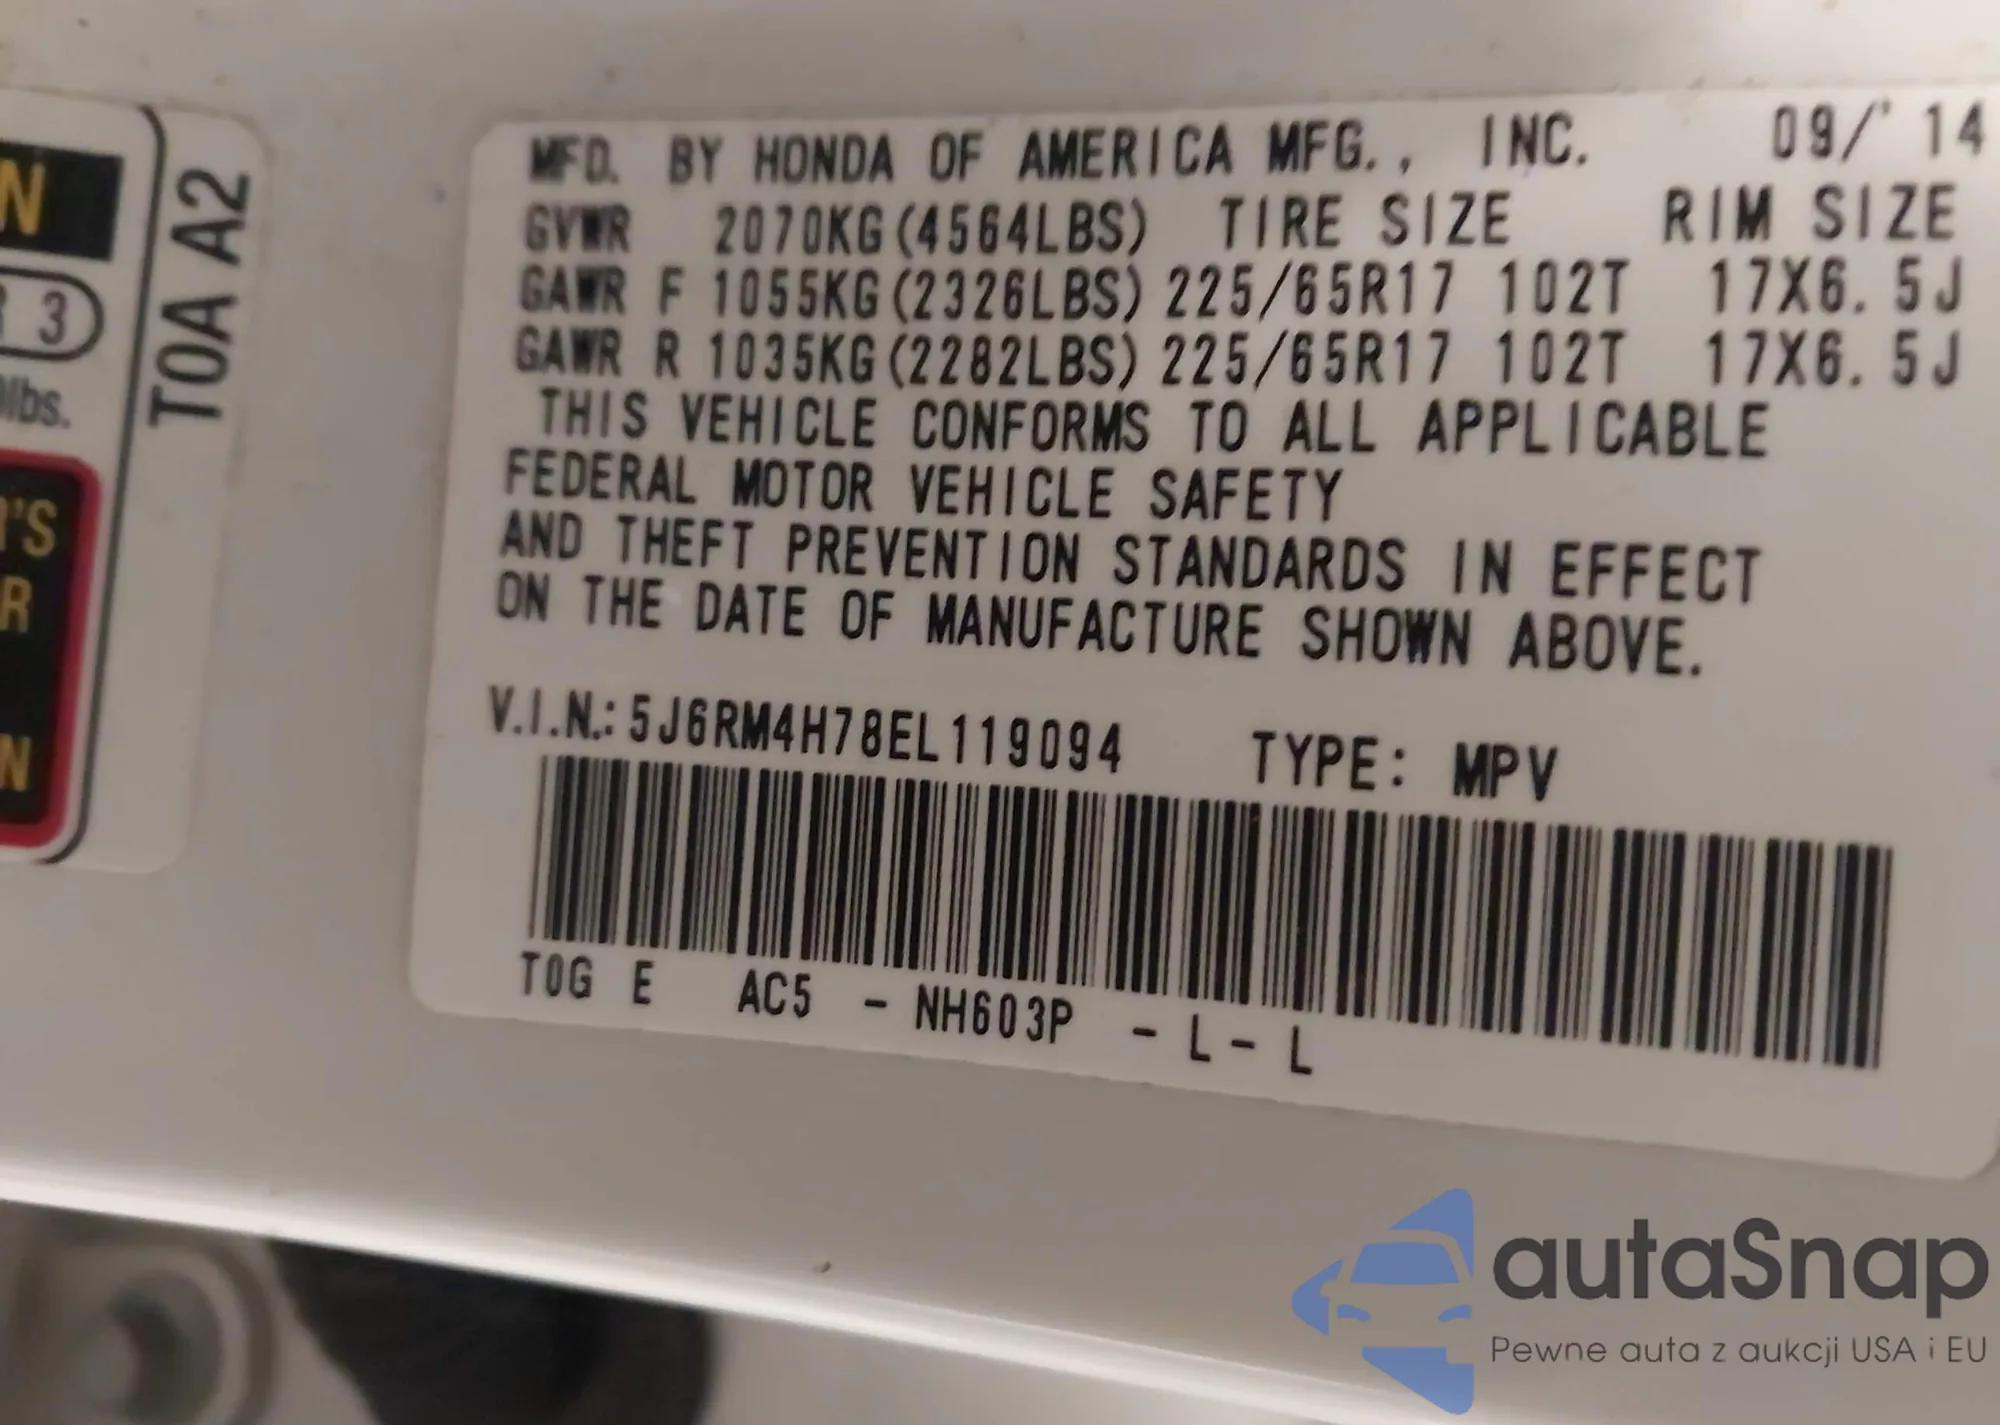 N
3
lbs.
'S
R
N
T0A A2
MFD. BY HONDA OF AMERICA MFG., INC. 09/'14
GVWR 2070KG(4564LBS) TIRE SIZE RIM SIZE
GAWR F 1055KG(2326LBS) 225/65R17 102T 17X6.5J
GAWR R 1035KG(2282LBS) 225/65R17 102T 17X6.5J
THIS VEHICLE CONFORMS TO ALL APPLICABLE
FEDERAL MOTOR VEHICLE SAFETY
AND THEFT PREVENTION STANDARDS IN EFFECT
ON THE DATE OF MANUFACTURE SHOWN ABOVE.
V.I.N.: 5J6RM4H78EL119094 TYPE: MPV
T0G E AC5 - NH603P - L - L
autaSnap
Pewne auta z aukcji USA i EU